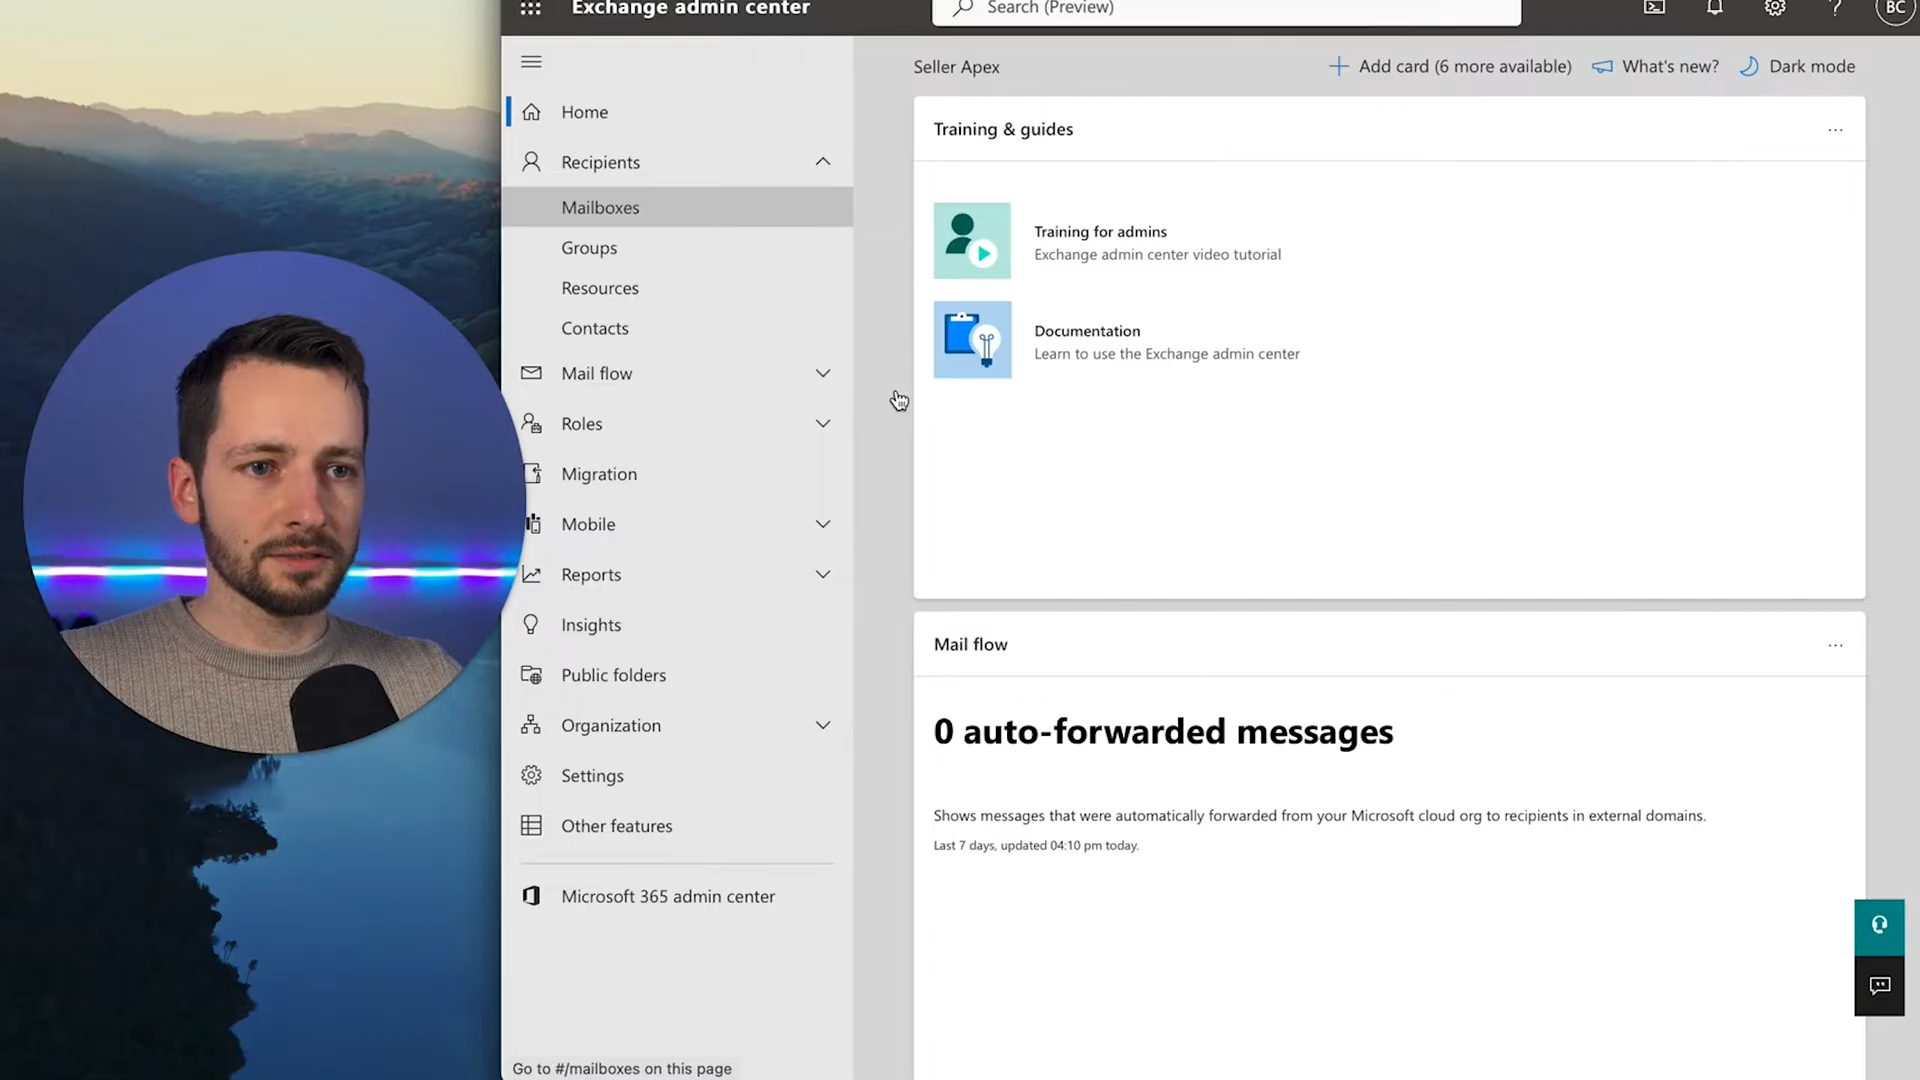 Exchange admin center
Search (Preview)
BC
Seller Apex
Add card (6 more available)
What's new?
Dark mode
Home
Recipients
Mailboxes
Groups
Resources
Contacts
Mail flow
Roles
Migration
Mobile
Reports
Insights
Public folders
Organization
Settings
Other features
Microsoft 365 admin center
Go to #/mailboxes on this page
Training & guides
Training for admins
Exchange admin center video tutorial
Documentation
Learn to use the Exchange admin center
Mail flow
0 auto-forwarded messages
Shows messages that were automatically forwarded from your Microsoft cloud org to recipients in external domains.
Last 7 days, updated 04:10 pm today.